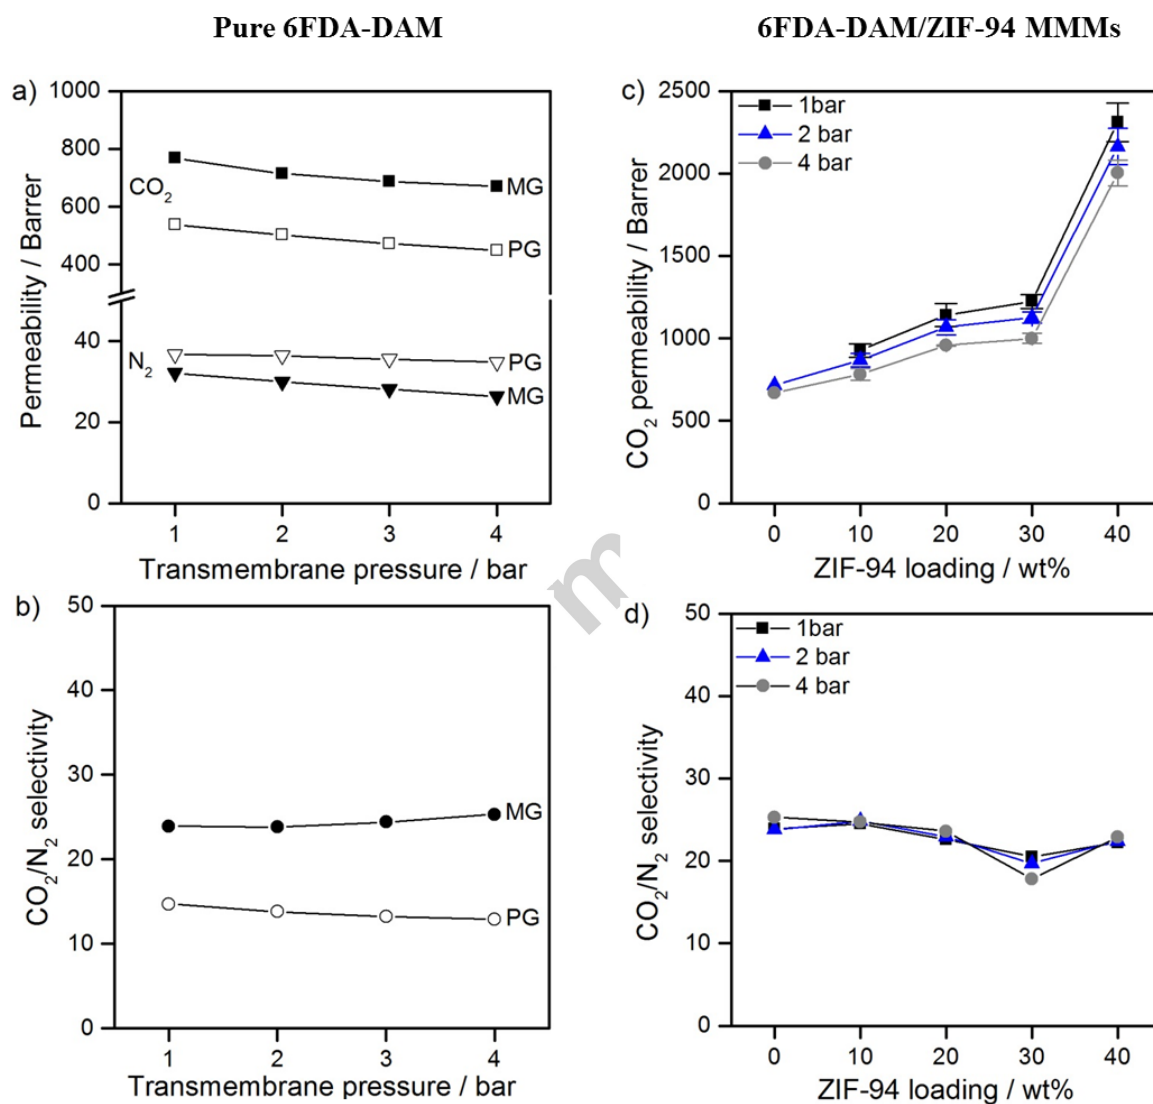 Pure 6FDA-DAM
6FDA-DAM/ZIF-94 MMMs
a)
1000
800
600
400
40
20
0
Permeability / Barrer
CO₂
MG
PG
N₂
PG
MG
1 2 3 4
Transmembrane pressure / bar
c)
2500
2000
1500
1000
500
0
CO₂ permeability / Barrer
1bar
2 bar
4 bar
0 10 20 30 40
ZIF-94 loading / wt%
m
b)
50
40
30
20
10
0
CO₂/N₂ selectivity
MG
PG
1 2 3 4
Transmembrane pressure / bar
d)
50
40
30
20
10
0
CO₂/N₂ selectivity
1bar
2 bar
4 bar
0 10 20 30 40
ZIF-94 loading / wt%